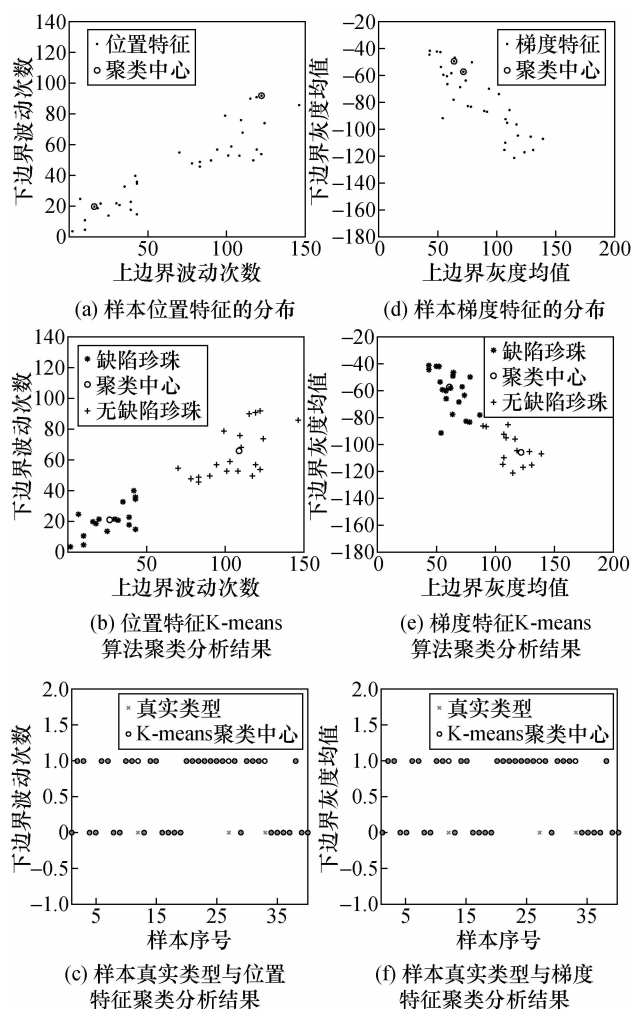 140
120
100
80
60
40
20
0
下边界波动次数
位置特征
聚类中心
50
100
150
上边界波动次数
(a) 样本位置特征的分布
-20
-40
-60
-80
-100
-120
-140
-160
-180
下边界灰度均值
梯度特征
聚类中心
0
50
100
150
200
上边界灰度均值
(d) 样本梯度特征的分布
140
120
100
80
60
40
20
0
下边界波动次数
缺陷珍珠
聚类中心
无缺陷珍珠
50
100
150
上边界波动次数
(b) 位置特征K-means
算法聚类分析结果
-20
-40
-60
-80
-100
-120
-140
-160
-180
下边界灰度均值
缺陷珍珠
聚类中心
无缺陷珍珠
0
50
100
150
200
上边界灰度均值
(e) 梯度特征K-means
算法聚类分析结果
2.0
1.5
1.0
0.5
0
-0.5
-1.0
下边界波动次数
真实类型
K-means聚类中心
5
15
25
35
样本序号
(c) 样本真实类型与位置
特征聚类分析结果
2.0
1.5
1.0
0.5
0
-0.5
-1.0
下边界灰度均值
真实类型
K-means聚类中心
5
15
25
35
样本序号
(f) 样本真实类型与梯度
特征聚类分析结果